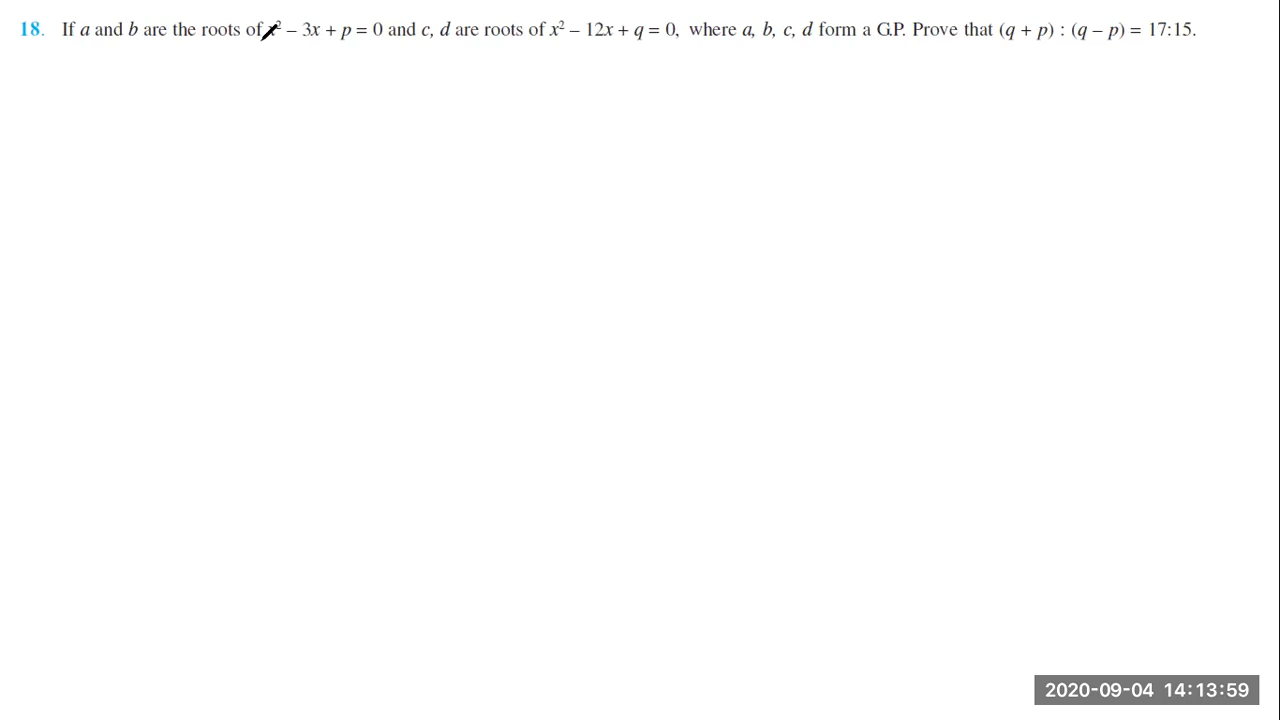 18. If a and b are the roots of x² – 3x + p = 0 and c, d are roots of x² – 12x + q = 0, where a, b, c, d form a G.P. Prove that (q + p) : (q – p) = 17:15.
2020-09-04 14:13:59